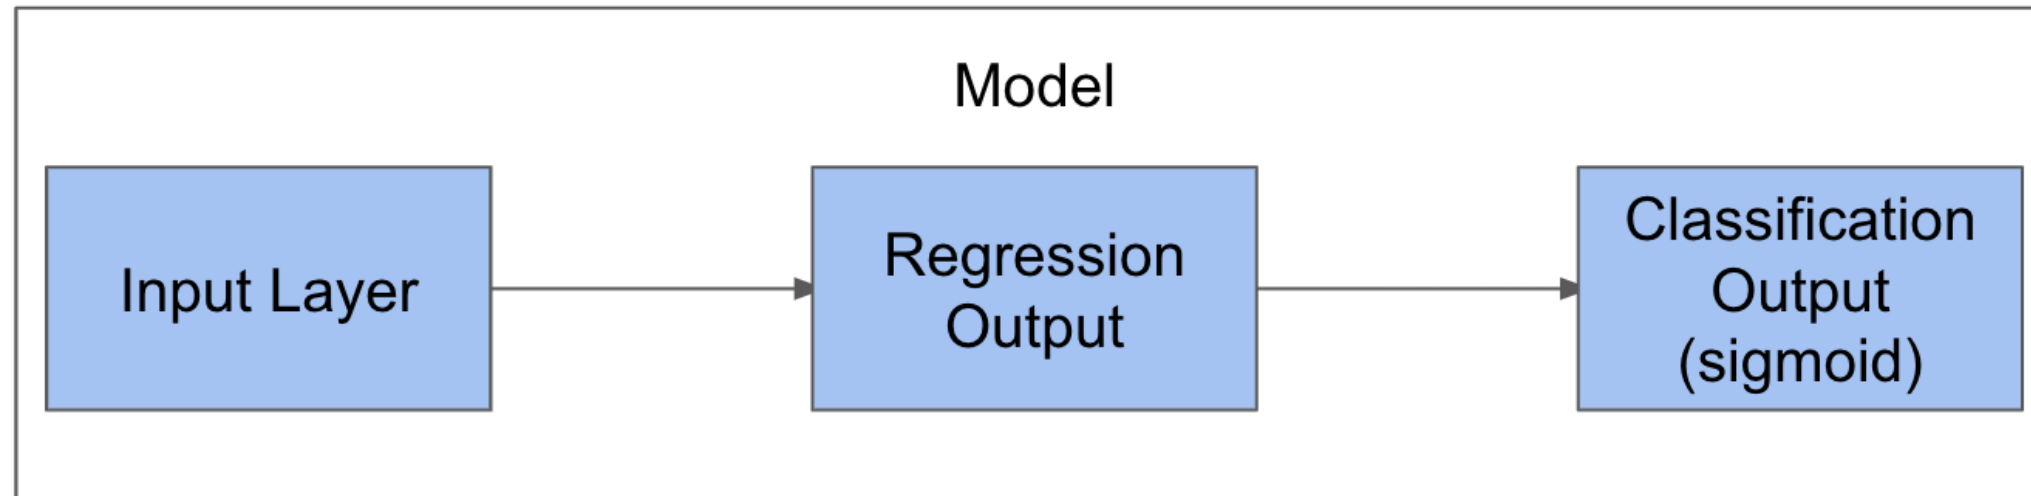 Model
Input Layer
Regression
Output
Classification
Output
(sigmoid)